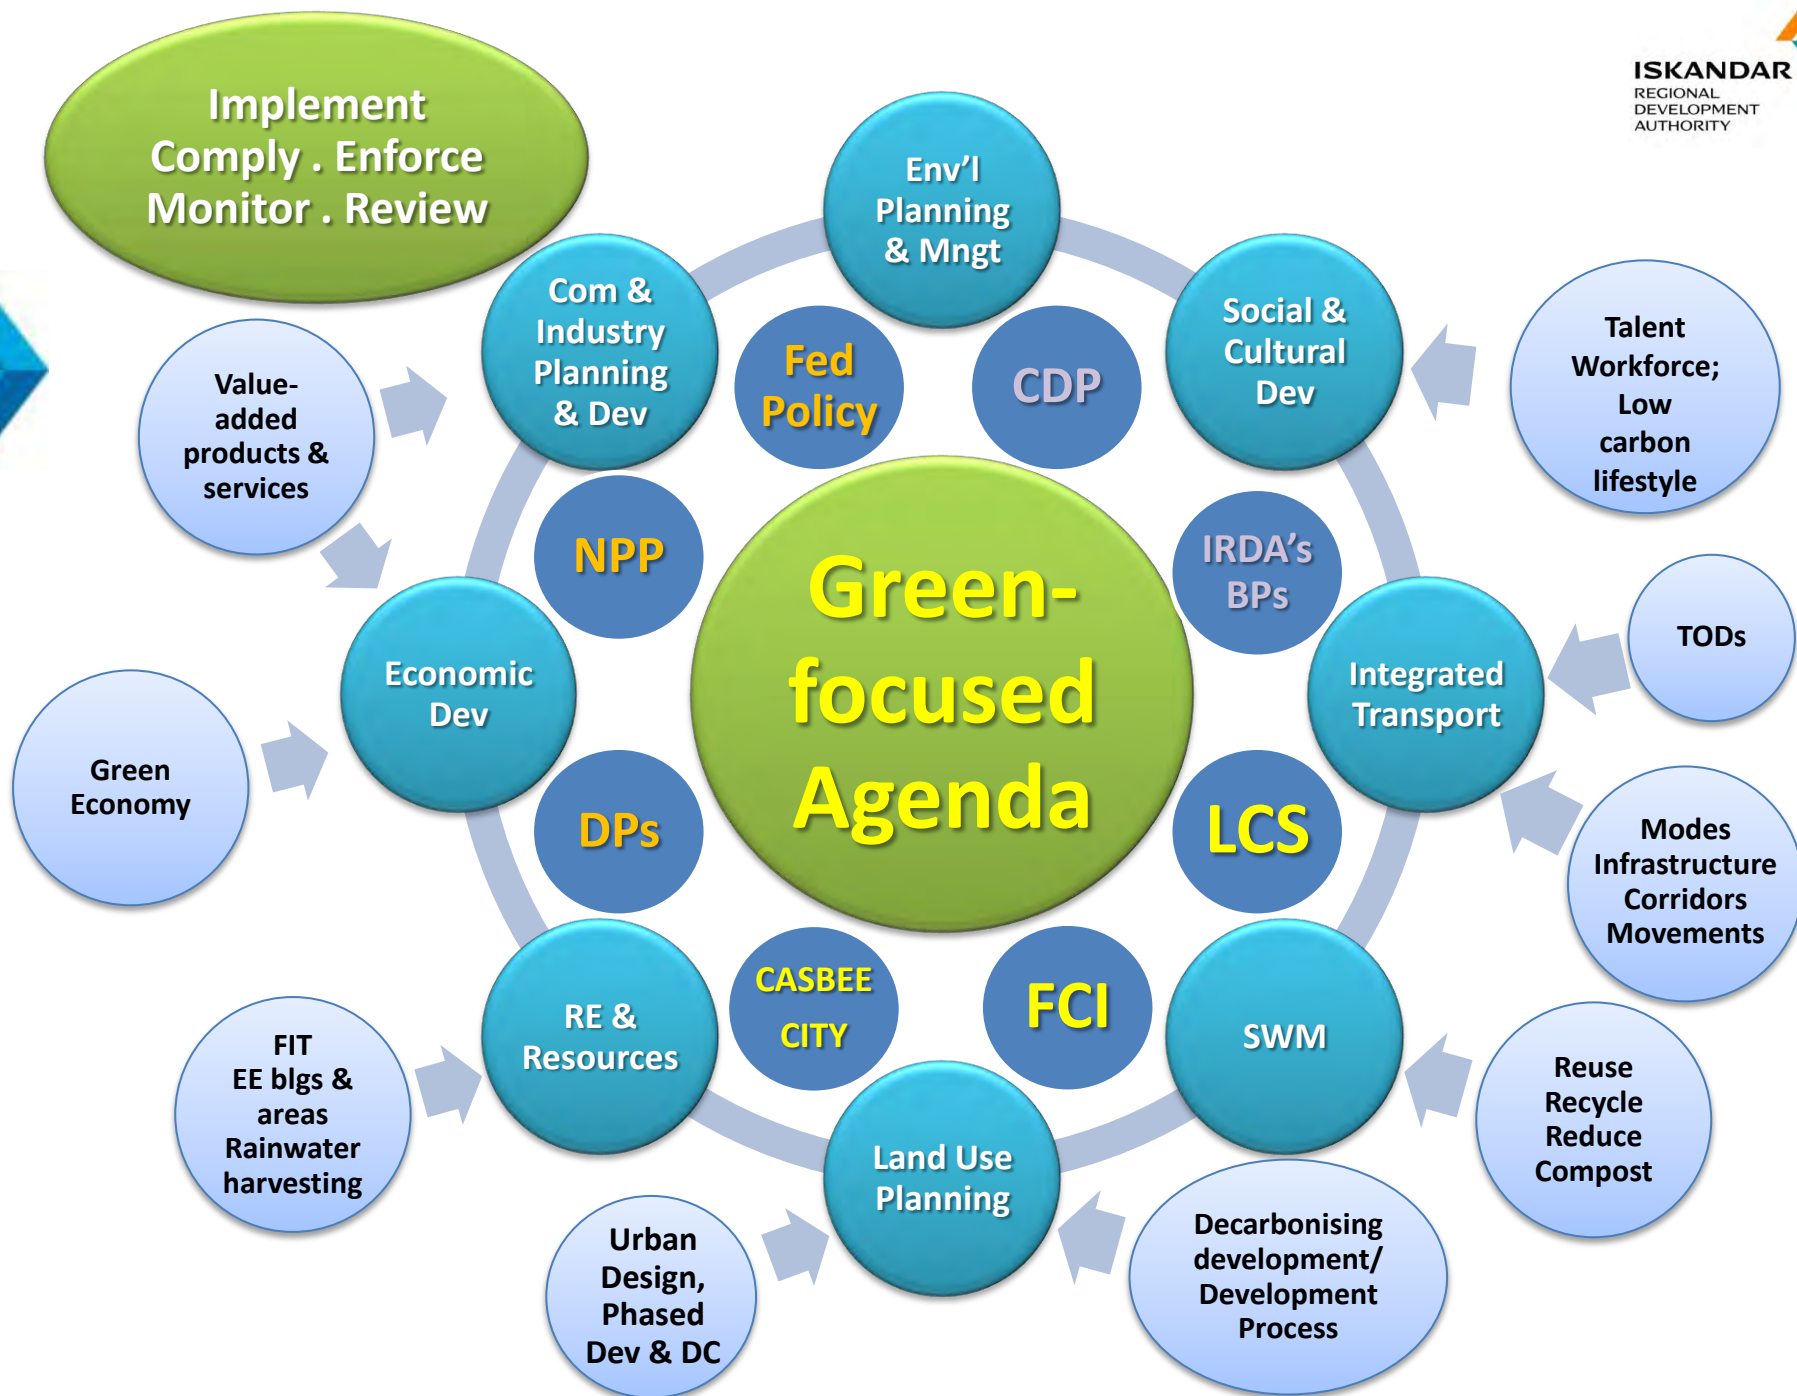 Implement
Comply . Enforce
Monitor . Review
ISKANDAR
REGIONAL
DEVELOPMENT
AUTHORITY
Env'l
Planning
& Mngt
Com &
Industry
Planning
& Dev
Social &
Cultural
Dev
Talent
Workforce;
Low
carbon
lifestyle
Value-
added
products &
services
Fed
Policy
CDP
NPP
IRDA's
BPs
Green-
focused
Agenda
TODs
Economic
Dev
Integrated
Transport
Green
Economy
DPs
LCS
Modes
Infrastructure
Corridors
Movements
CASBEE
CITY
FCI
RE &
Resources
SWM
FIT
EE blgs &
areas
Rainwater
harvesting
Reuse
Recycle
Reduce
Compost
Land Use
Planning
Urban
Design,
Phased
Dev & DC
Decarbonising
development/
Development
Process